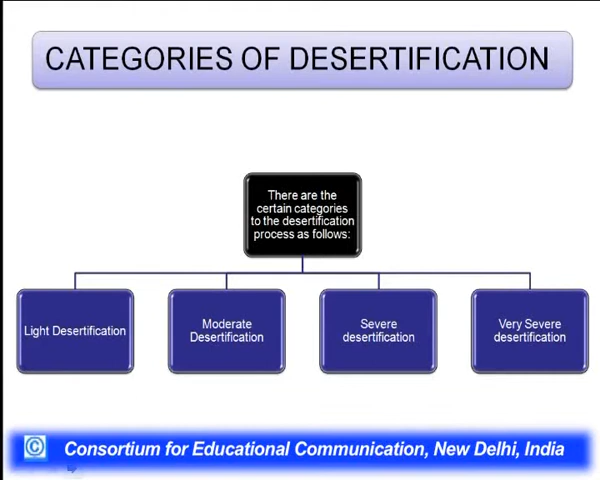 CATEGORIES OF DESERTIFICATION
There are the
certain categories
to the desertification
process as follows:
Light Desertification
Moderate
Desertification
Severe
desertification
Very Severe
desertification
© Consortium for Educational Communication, New Delhi, India